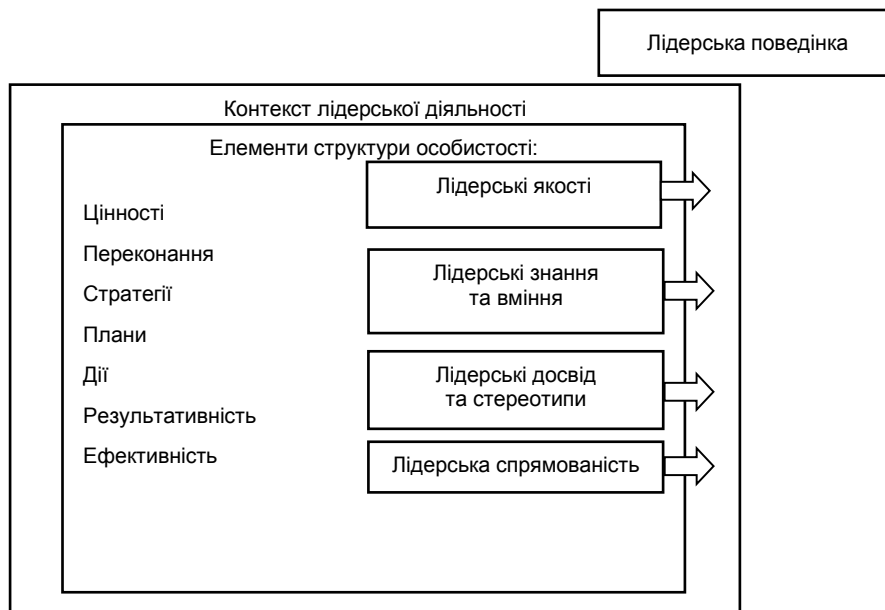 Лідерська поведінка
Контекст лідерської діяльності
Елементи структури особистості:
Цінності
Переконання
Стратегії
Плани
Дії
Результативність
Ефективність
Лідерські якості
Лідерські знання
та вміння
Лідерські досвід
та стереотипи
Лідерська спрямованість